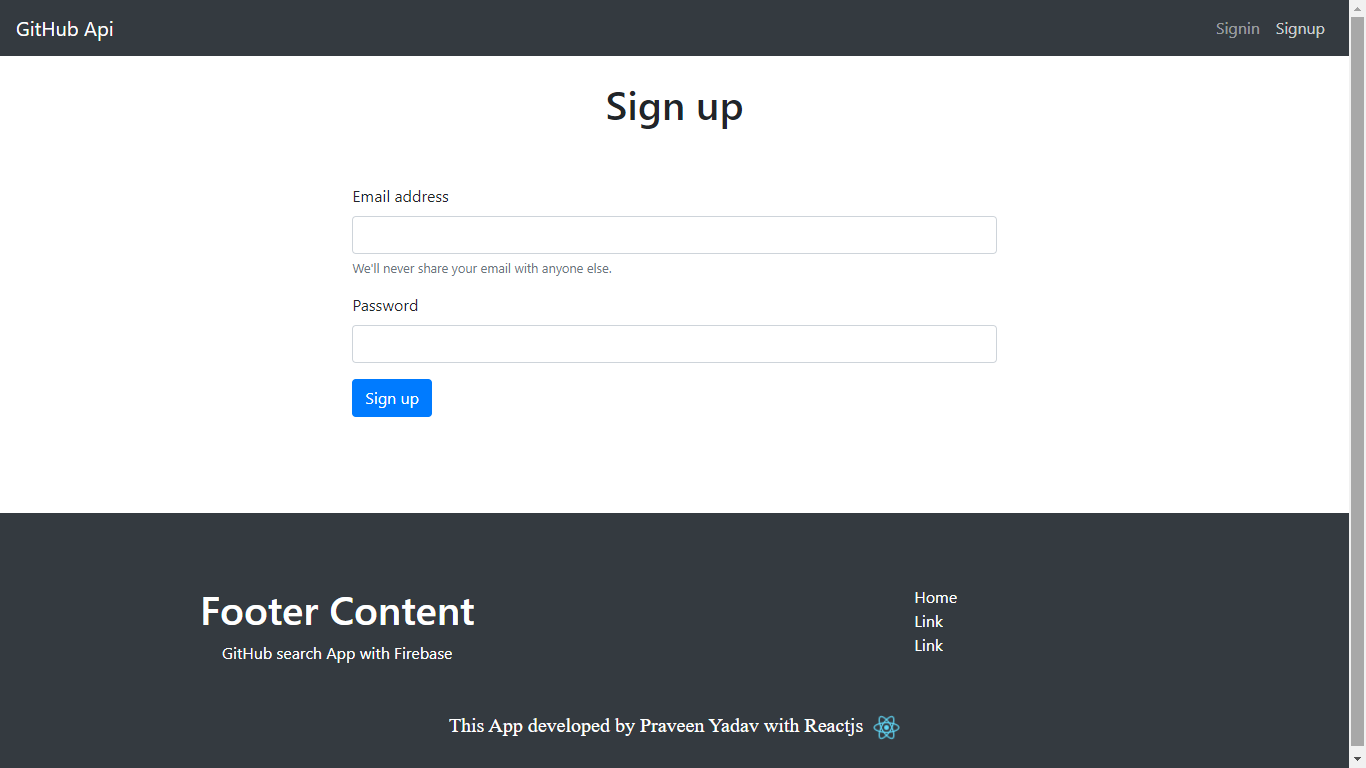 GitHub Api
Signin Signup
Sign up
Email address
We'll never share your email with anyone else.
Password
Sign up
Footer Content
GitHub search App with Firebase
Home
Link
Link
This App developed by Praveen Yadav with Reactjs